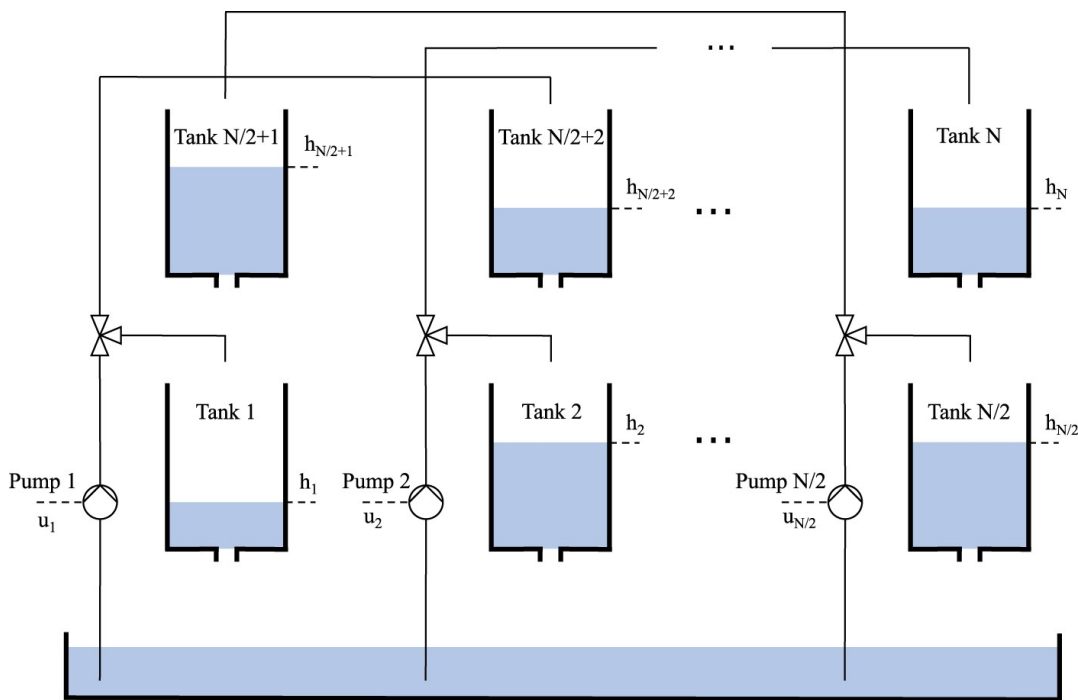 ...
Tank N/2+1
Tank N/2+2
Tank N
h_{N/2+1}
h_{N/2+2}
...
h_N
Tank 1
Tank 2
Tank N/2
h_2
...
h_{N/2}
Pump 1
h_1
Pump 2
Pump N/2
u_1
u_2
u_{N/2}